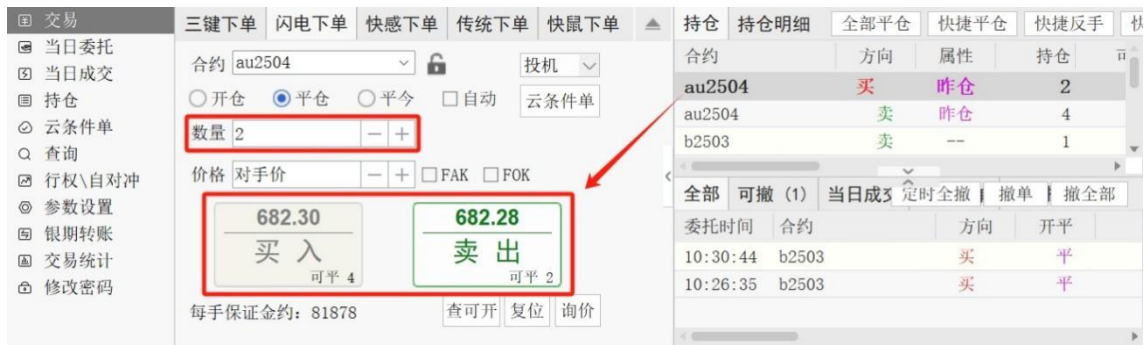 交易
当日委托
当日成交
持仓
云条件单
查询
行权\自对冲
参数设置
银期转账
交易统计
修改密码
三键下单 闪电下单 快感下单 传统下单 快鼠下单
合约 au2504 投机
开仓 平仓 平今 自动 云条件单
数量 2
价格 对手价 FAK FOK
682.30 682.28
买 入 卖 出
可平 4 可平 2
每手保证金约: 81878 查可开 复位 询价
持仓 持仓明细 全部平仓 快捷平仓 快捷反手
合约 方向 属性 持仓
au2504 买 昨仓 2
au2504 卖 昨仓 4
b2503 卖 -- 1
全部 可撤 (1) 当日成交 定时全撤 撤单 撤全部
委托时间 合约 方向 开平
10:30:44 b2503 买 平
10:26:35 b2503 买 平